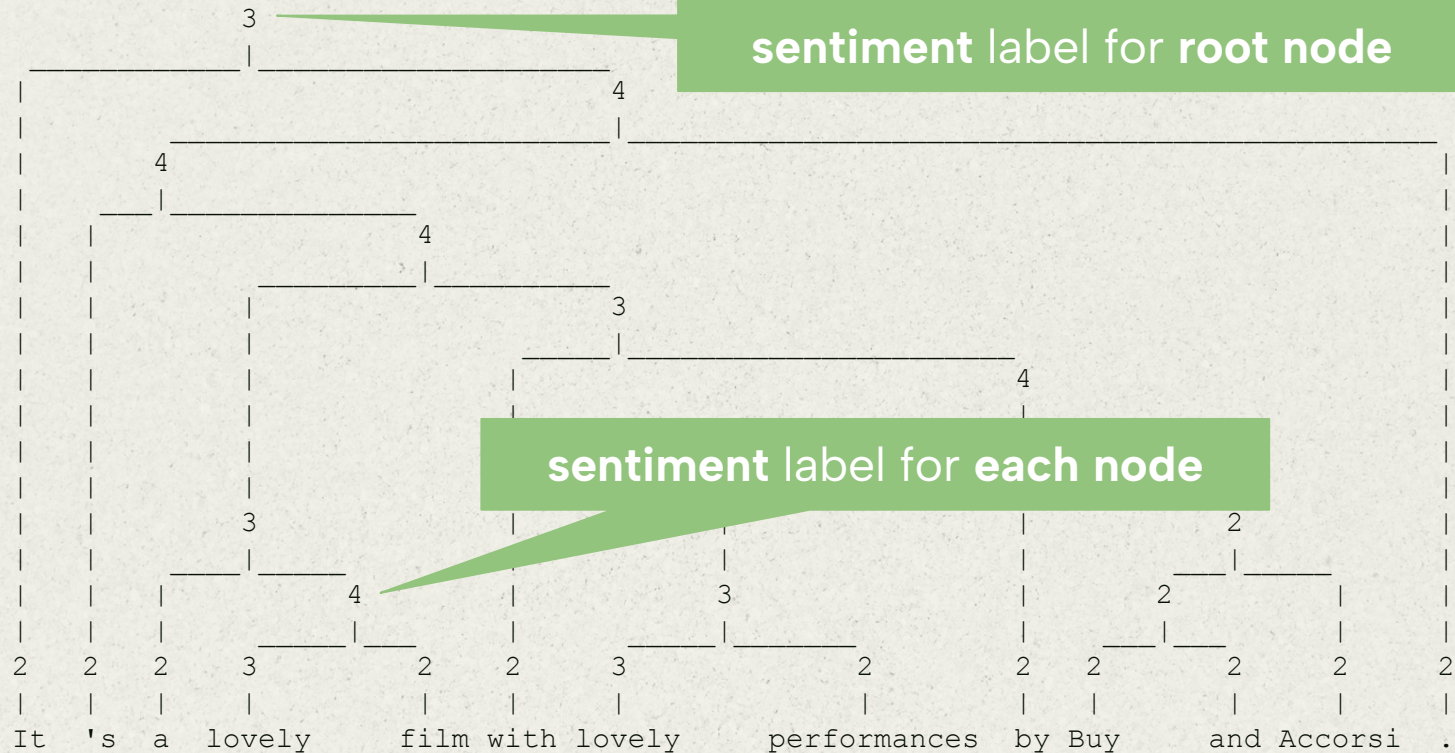 3
sentiment label for root node
4
4
4
3
4
sentiment label for each node
3 2
4 3 2
2 2 2 3 2 2 3 2 2 2 2 2 2
It 's a lovely film with lovely performances by Buy and Accorsi .